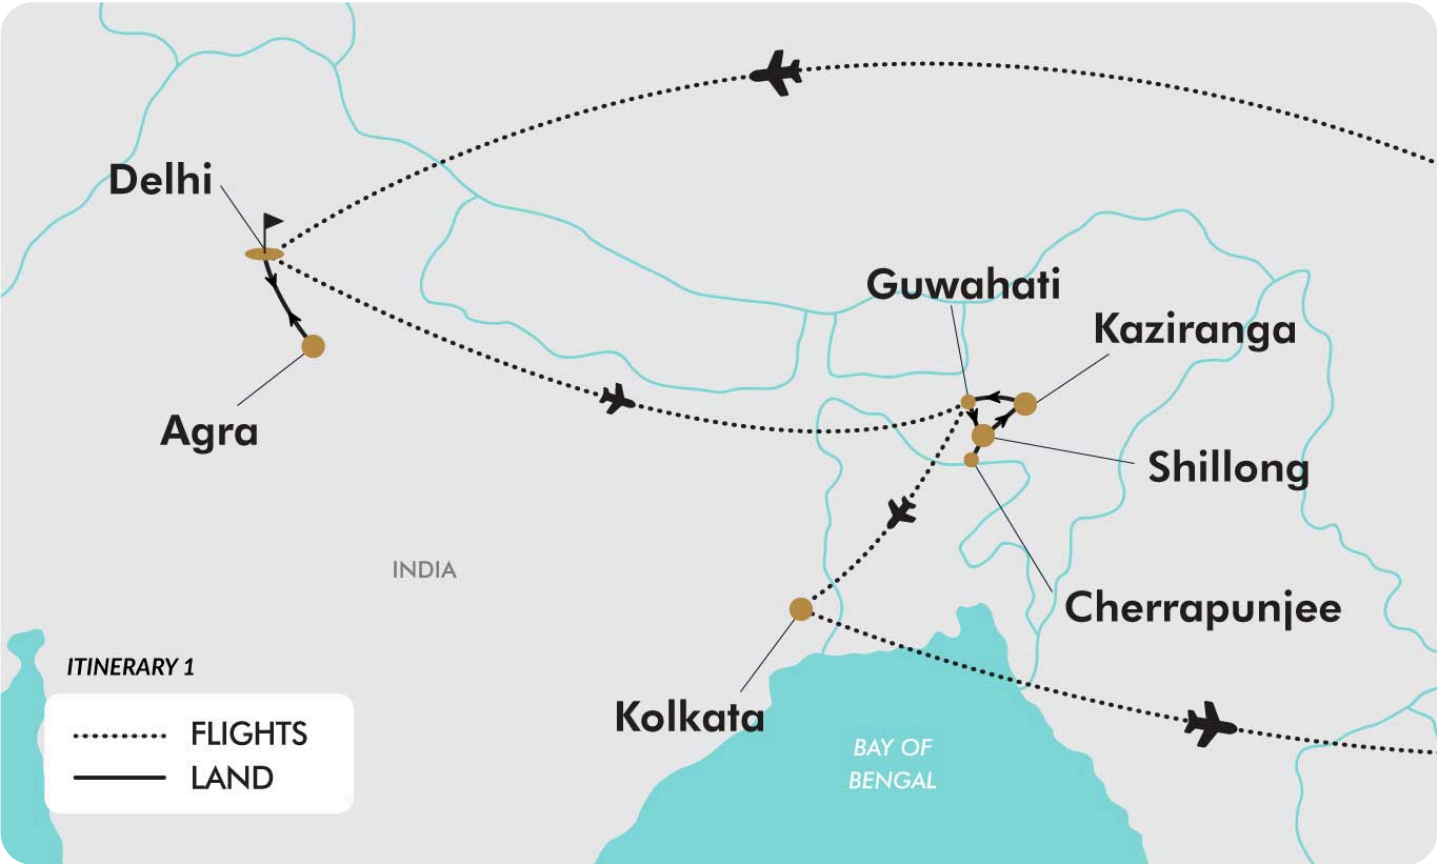 Delhi
Guwahati
Kaziranga
Agra
Shillong
INDIA
Cherrapunjee
ITINERARY 1
Kolkata
FLIGHTS
LAND
BAY OF
BENGAL